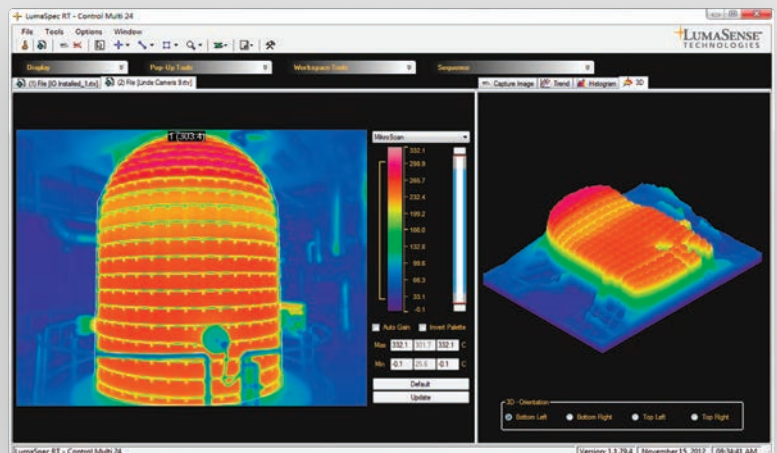 LumaSpec RT - Control Multi 24
File Tools Options Window
LUMASENSE
TECHNOLOGIES
Display Pop-Up Tools Workspace Tools Sequence
(1) File [IO Installed_1.rtv] (2) File [Linde Camera 3.rtv] Capture Image Trend Histogram 3D
1 (303.4)
MikroScan
332.1
298.9
265.7
232.4
199.2
166.0
132.8
99.6
66.3
33.1
-0.1
Auto Gain Invert Palette
Max 332.1 301.7 332.1 C
Min -0.1 25.6 -0.1 C
Default
Update
3D - Orientation
Bottom Left Bottom Right Top Left Top Right
LumaSpec RT - Control Multi 24 Version: 1.1.79.4 November 15, 2012 08:34:41 AM